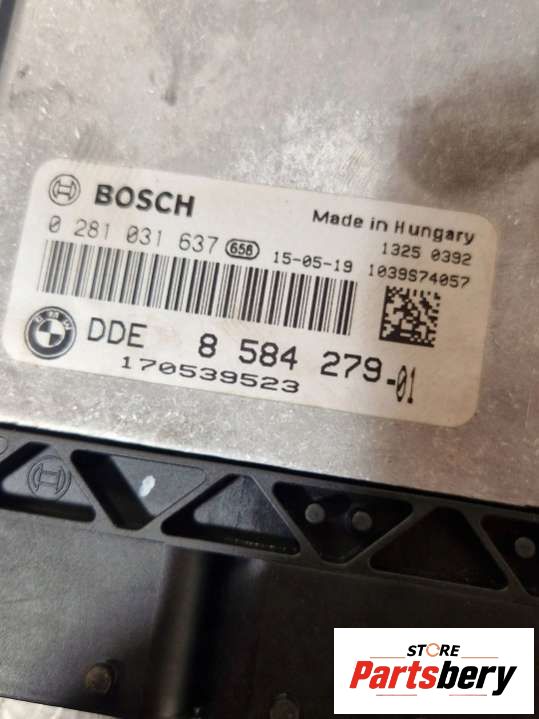 BOSCH
Made in Hungary
0 281 031 637 658 15-05-19
1325 0392
1039S74057
DDE 8 584 279-01
170539523
STORE
Partsbery